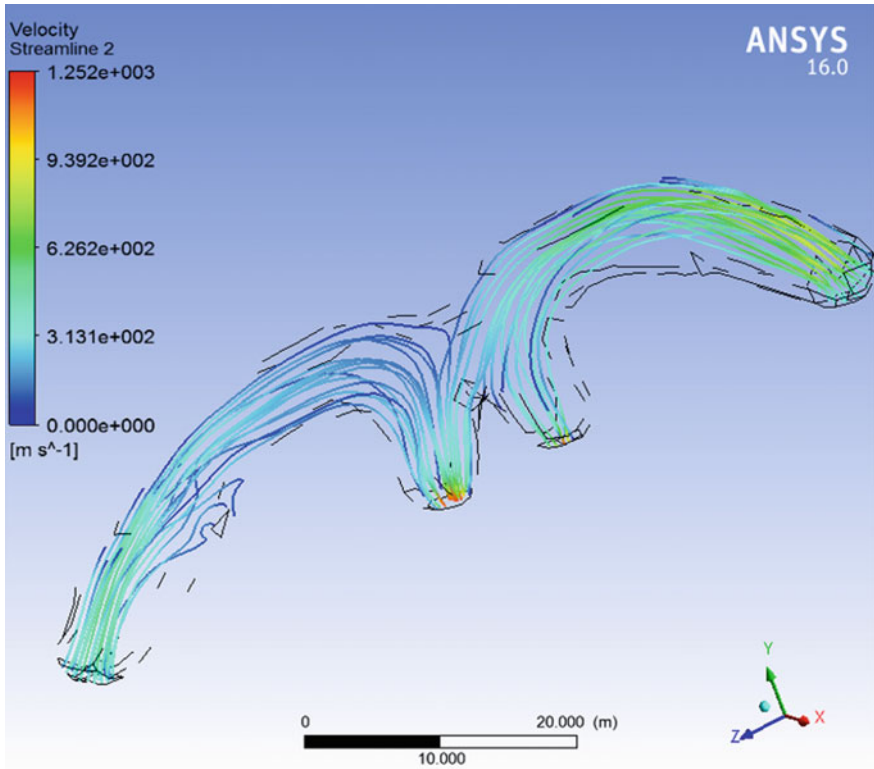 Velocity
Streamline 2
1.252e+003
9.392e+002
6.262e+002
3.131e+002
0.000e+000
[m s^-1]
ANSYS
16.0
0 20.000 (m)
10.000
Y
Z X